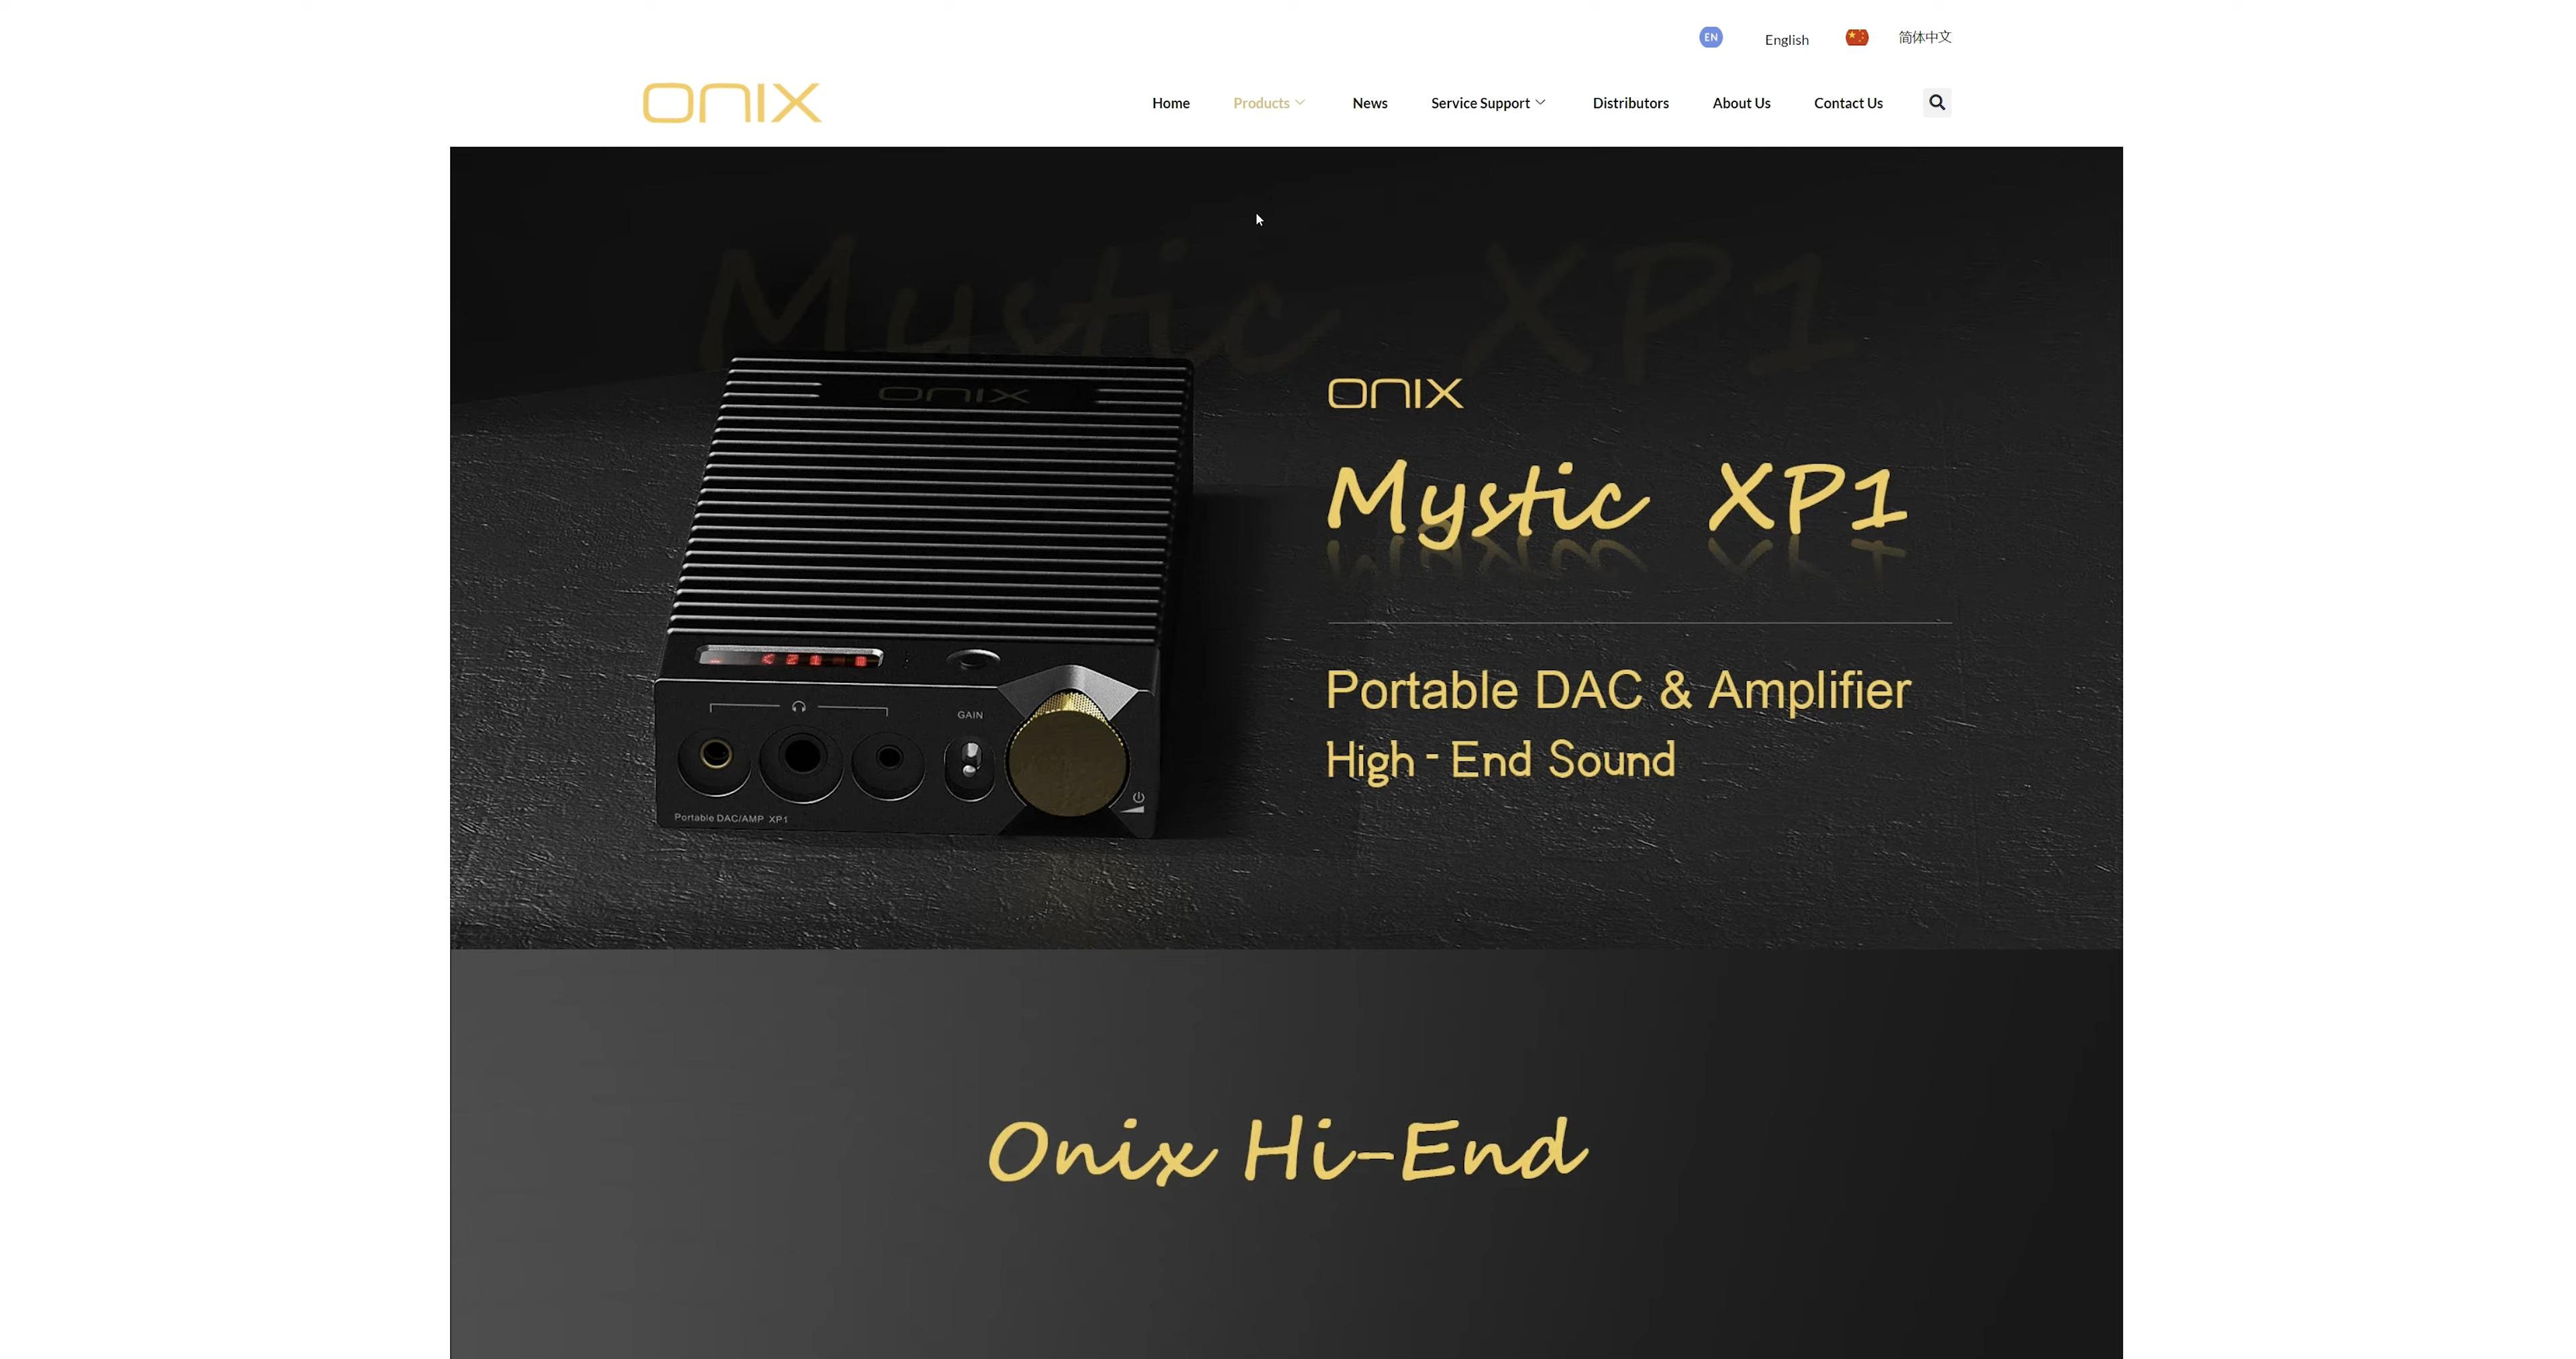 EN English 简体中文
ONIX
Home Products News Service Support Distributors About Us Contact Us
Mystic XP1
ONIX
ONIX
Mystic XP1
Portable DAC & Amplifier
High-End Sound
GAIN
Portable DAC/AMP XP1
Onix Hi-End